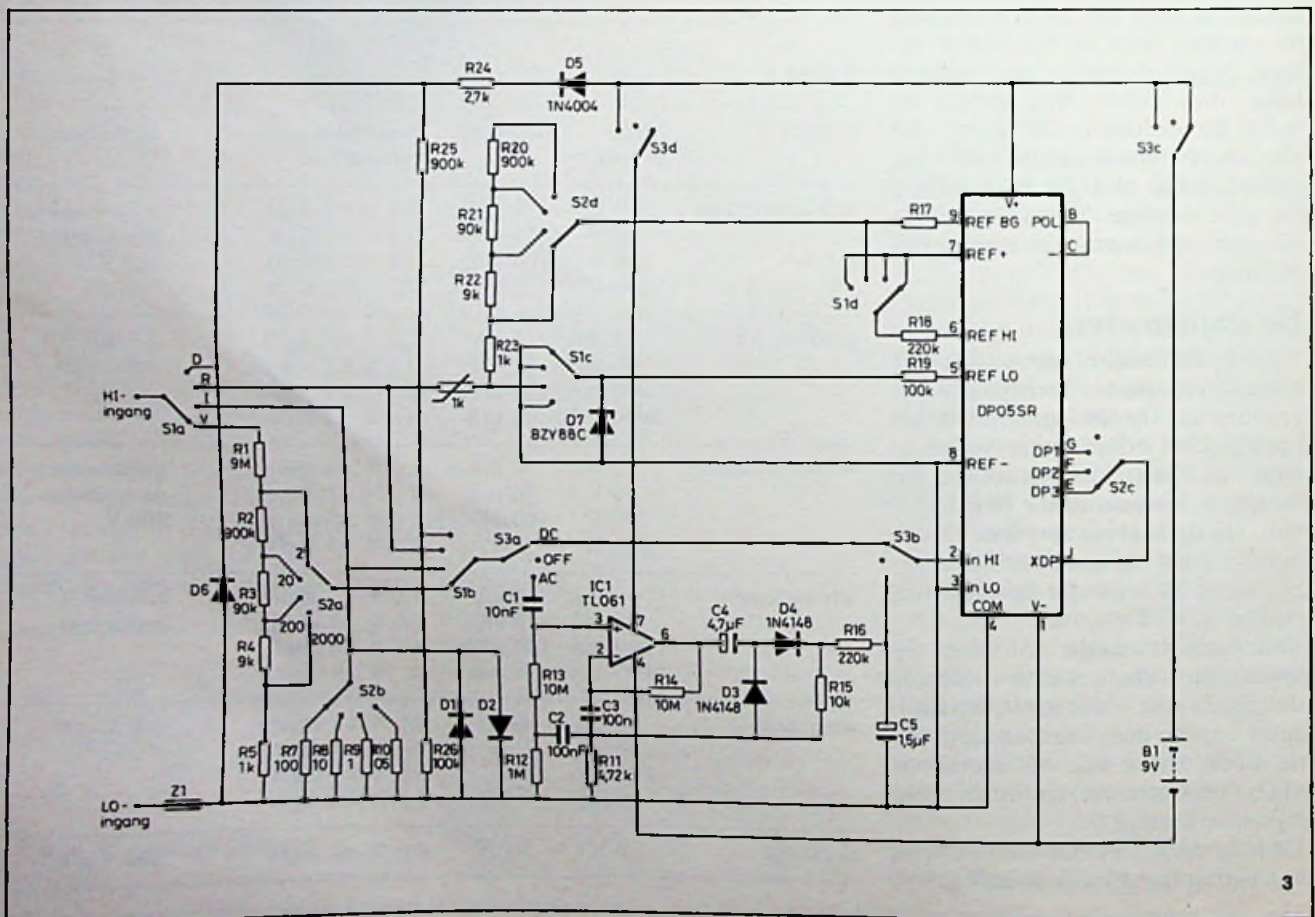 R24
2,7k
D5
1N4004
S3d
S3c
R25
900k
R20
900k
R21
90k
S2d
R22
9k
R23
1k
S1c
1k
D7
BZY88C
S1d
R17
R18
220k
R19
100k
V+
9
REF BG
POL
B
7
REF+
C
6
REF HI
5
REF LO
DP05SR
8
REF-
DP1
G
DP2
F
DP3
E
S2c
2
in HI
XDP
J
3
in LO
COM
V-
4
1
D
R
I
V
HI-
ingang
S1a
R1
9M
R2
900k
R3
90k
R4
9k
R5
1k
2
20
200
2000
S2a
S2b
D6
R7
100
R8
10
R9
1
R10
05
R26
100k
D1
D2
S1b
S3a
DC
OFF
AC
C1
10nF
IC1
TL061
3
+
7
2
-
4
6
R13
10M
C2
100nF
R12
1M
C3
100n
R11
4,72k
R14
10M
C4
4,7µF
D4
1N4148
D3
1N4148
R16
220k
R15
10k
S3b
C5
1,5µF
B1
9V
Z1
LO-
ingang
3